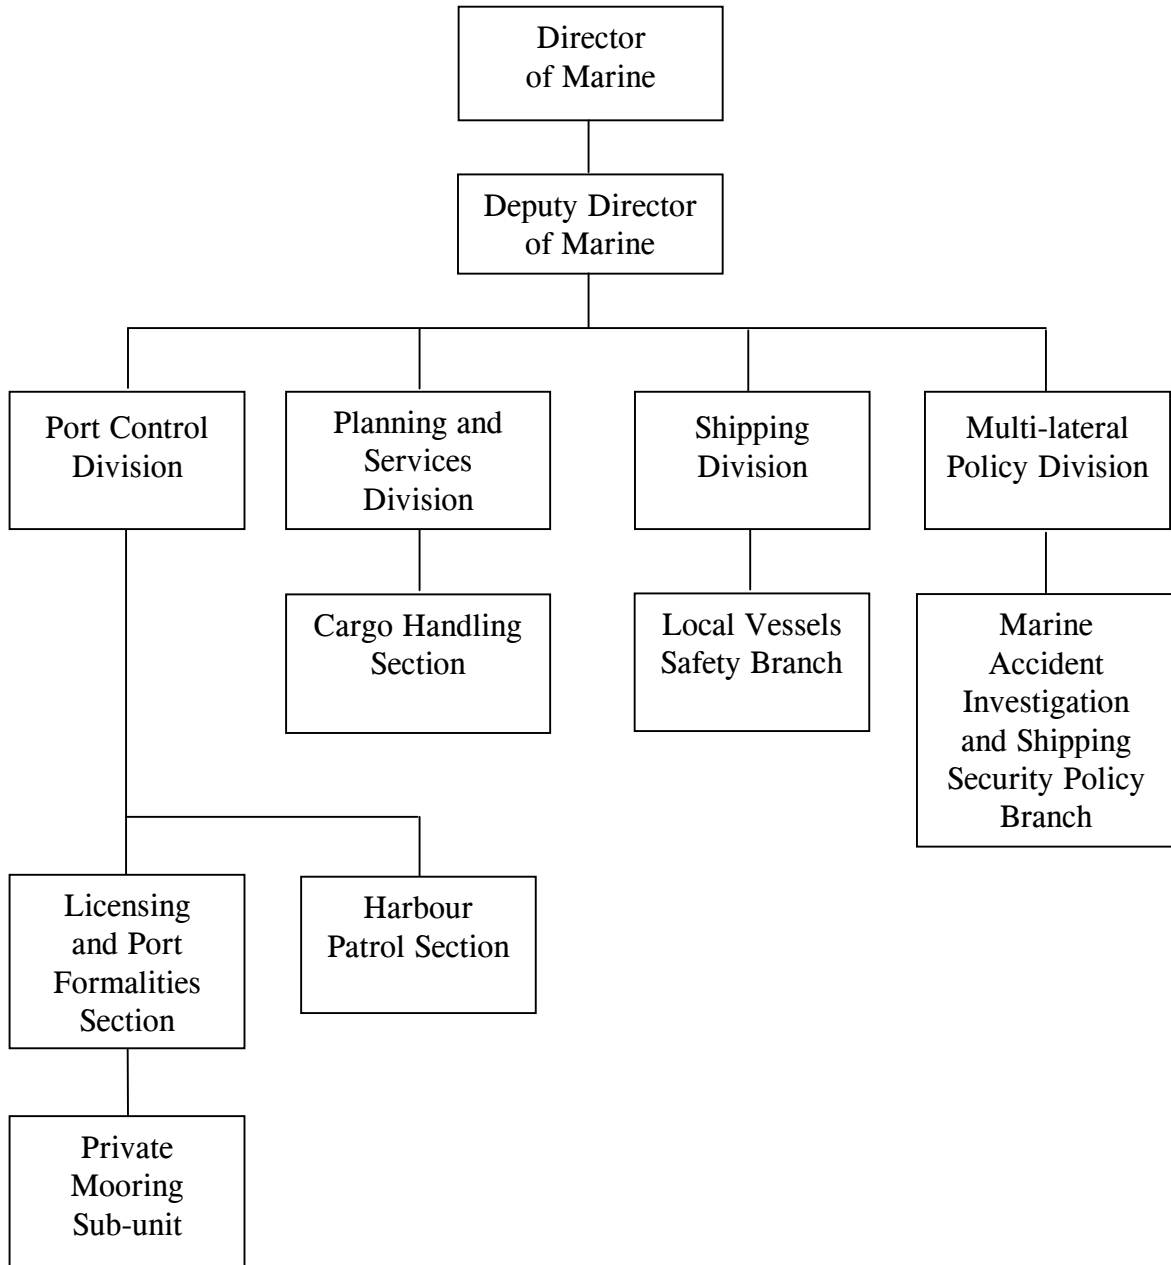 Director
of Marine
Deputy Director
of Marine
Port Control
Division
Planning and
Services
Division
Shipping
Division
Multi-lateral
Policy Division
Cargo Handling
Section
Local Vessels
Safety Branch
Marine
Accident
Investigation
and Shipping
Security Policy
Branch
Licensing
and Port
Formalities
Section
Harbour
Patrol Section
Private
Mooring
Sub-unit